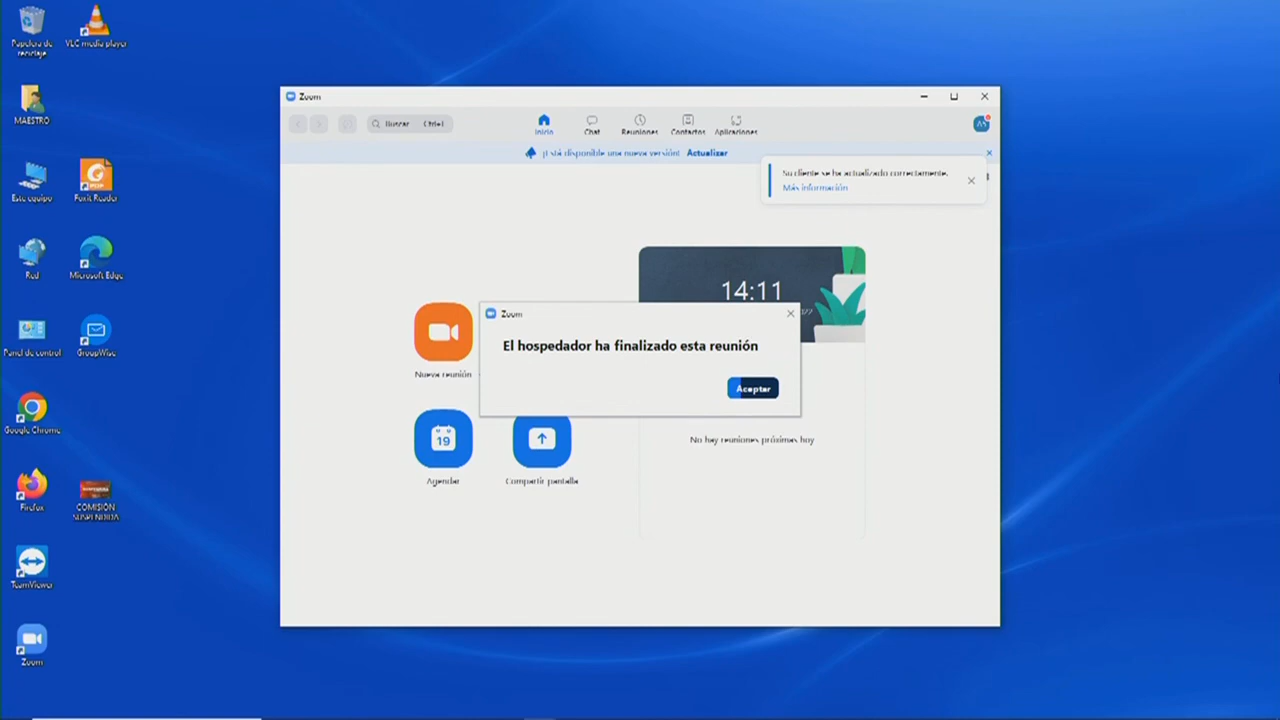 Papelera de
reciclaje
VLC media player
MAESTRO
Este equipo
Foxit Reader
Red
Microsoft Edge
Panel de control
GroupWise
Google Chrome
Firefox
COMISIÓN
SUSPENDIDA
TeamViewer
Zoom
Zoom
Buscar Ctrl+F
Inicio
Chat
Reuniones
Contactos
Aplicaciones
AS
¡Está disponible una nueva versión! Actualizar
Su cliente se ha actualizado correctamente.
Más información
14:11
Zoom
El hospedador ha finalizado esta reunión
Aceptar
Nueva reunión
19
Agendar
Compartir pantalla
No hay reuniones próximas hoy